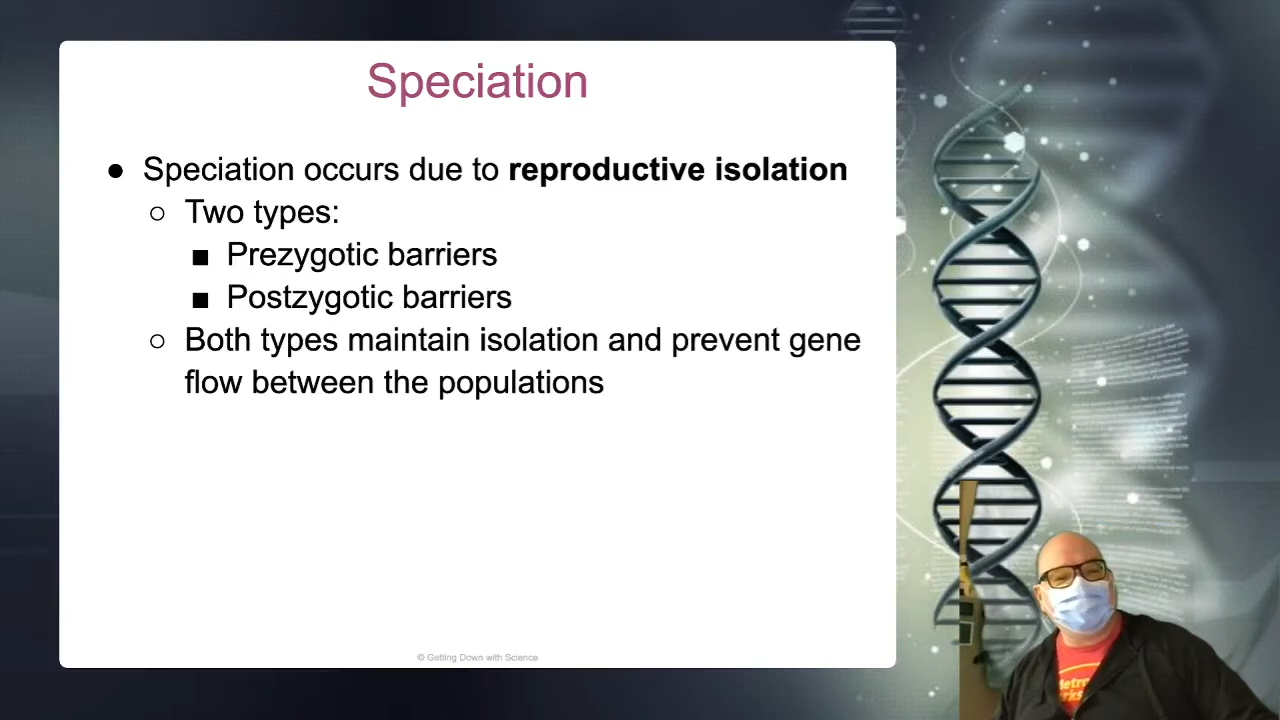 Speciation
● Speciation occurs due to reproductive isolation
○ Two types:
■ Prezygotic barriers
■ Postzygotic barriers
○ Both types maintain isolation and prevent gene
flow between the populations
© Getting Down with Science